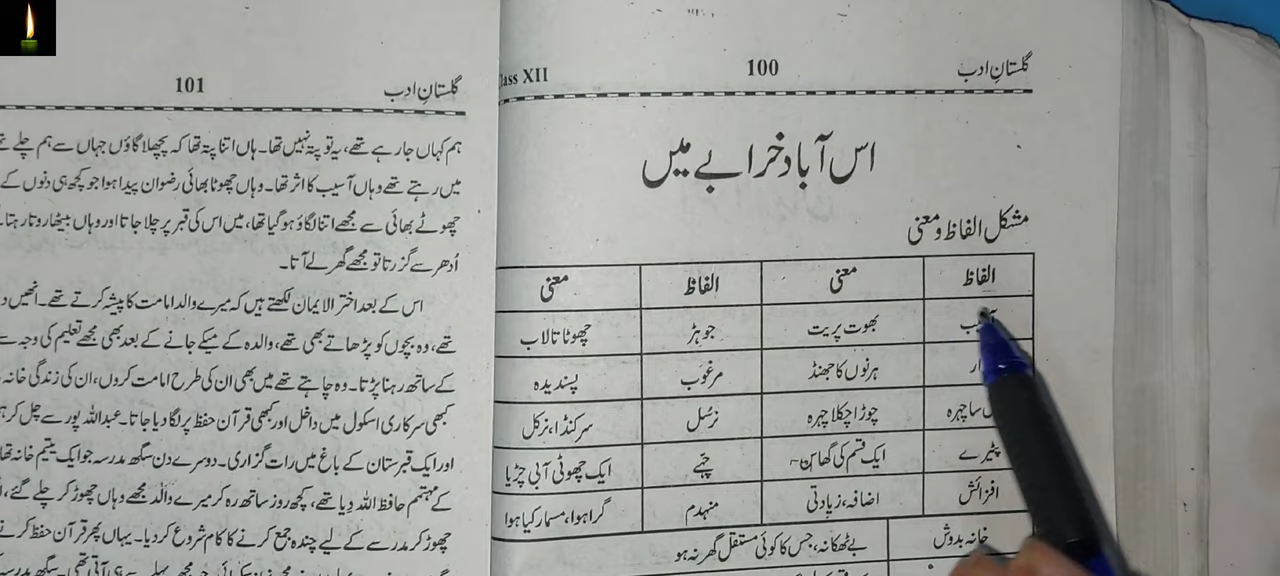 گلستانِ ادب 100 Class XII
اس آباد خرابے میں
مشکل الفاظ و معنی
الفاظ معنی الفاظ معنی
آسیب بھوت پریت جوہڑ چھوٹا تالاب
ہرنوں کا جھنڈ مرغوب پسندیدہ
سا چہرہ چوڑا چکلا چہرہ نرسُل سرکنڈا، نرکل
پٹیرے ایک قسم کی گھاس ایک چھوٹی آبی چڑیا
افزائش اضافہ، زیادتی منہدم گرا ہوا، مسمار کیا ہوا
خانہ بدوش بے ٹھکانہ، جس کا کوئی مستقل گھر نہ ہو
گلستانِ ادب 101
ہم کہاں جا رہے تھے، یہ تو پتہ نہیں تھا۔ ہاں اتنا پتہ تھا کہ پچھلا گاؤں جہاں سے ہم چلے
میں رہتے تھے وہاں آسیب کا اثر تھا۔ وہاں چھوٹا بھائی رضوان پیدا ہوا جو کچھ ہی دنوں کے
چھوٹے بھائی سے مجھے اتنا لگاؤ ہو گیا تھا، میں اس کی قبر پر چلا جاتا اور وہاں بیٹھا روتا رہتا۔
اُدھر سے گزرتا تو مجھے گھر لے آتا۔
اس کے بعد اختر الایمان لکھتے ہیں کہ میرے والد امامت کا پیشہ کرتے تھے۔ انھیں
تھے، وہ بچوں کو پڑھاتے بھی تھے، والدہ کے میکے جانے کے بعد بھی مجھے تعلیم کی وجہ سے
کے ساتھ رہنا پڑتا۔ وہ چاہتے تھے میں بھی ان کی طرح امامت کروں، ان کی زندگی خانہ
کبھی سرکاری اسکول میں داخل اور کبھی قرآن حفظ پر لگا دیا جاتا۔ عبداللہ پور سے چل کر
اور ایک قبرستان کے باغ میں رات گزاری۔ دوسرے دن سگھ مدرسہ جو ایک یتیم خانہ تھا
کے مہتمم حافظ اللہ دیا تھے، کچھ روز ساتھ رہ کر میرے والد مجھے وہاں چھوڑ کر چلے گئے،
چھوڑ کر مدرسے کے لیے چندہ جمع کرنے کا کام شروع کر دیا۔ یہاں پھر قرآن حفظ کرنے